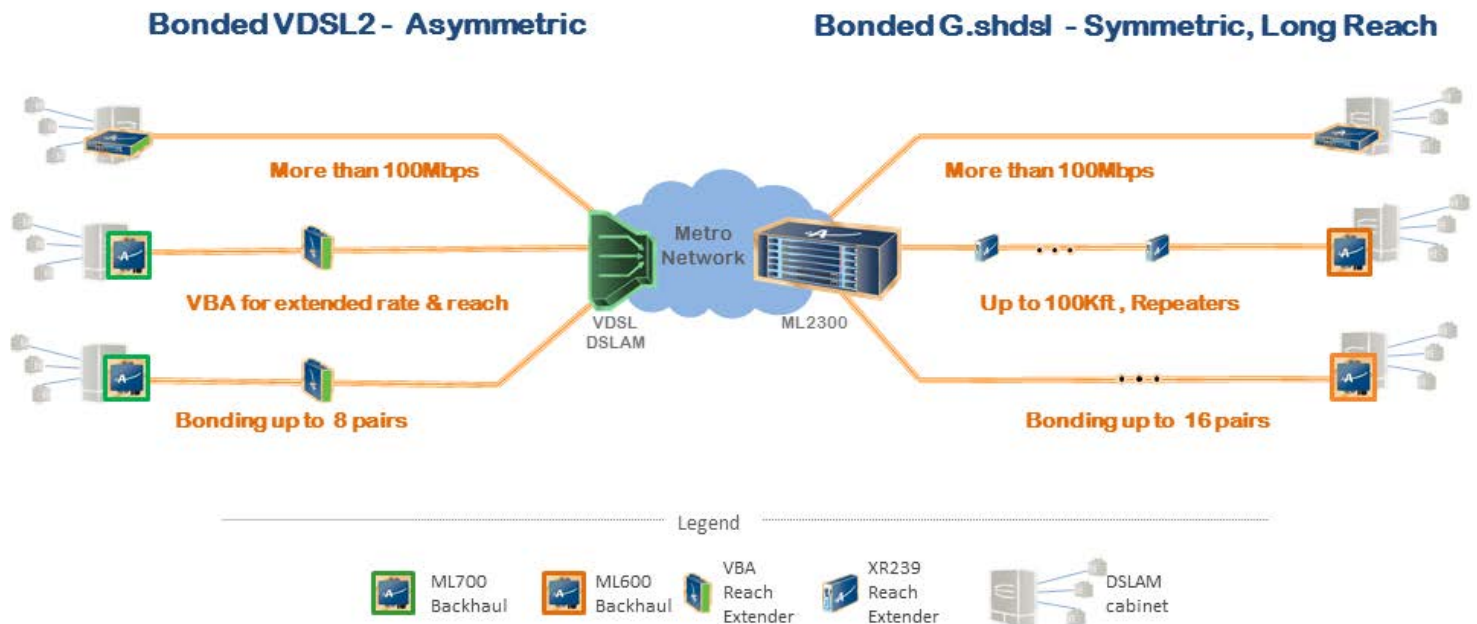 Bonded VDSL2 - Asymmetric
Bonded G.shdsl - Symmetric, Long Reach
More than 100Mbps
More than 100Mbps
Metro
Network
VBA for extended rate & reach
Up to 100Kft, Repeaters
VDSL
DSLAM
ML2300
Bonding up to 8 pairs
Bonding up to 16 pairs
Legend
ML700
Backhaul
ML600
Backhaul
VBA
Reach
Extender
XR239
Reach
Extender
DSLAM
cabinet